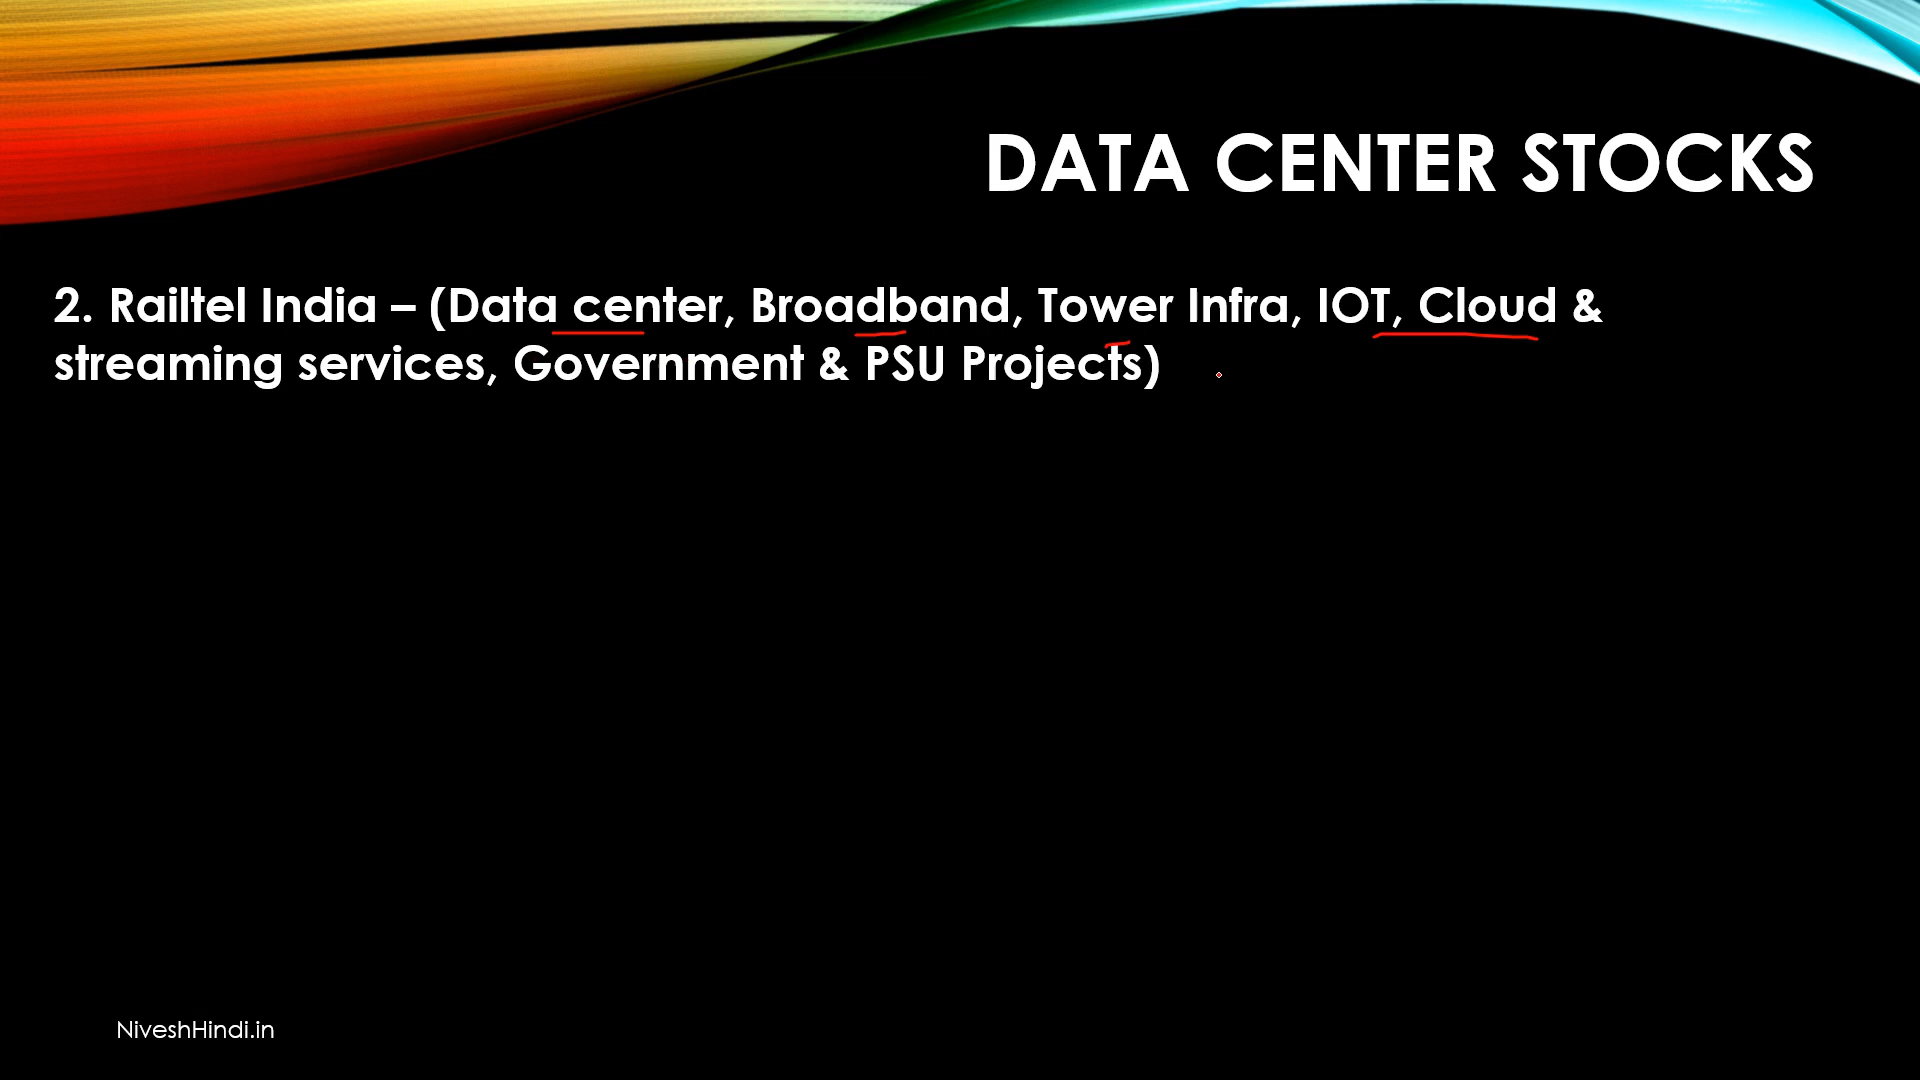 DATA CENTER STOCKS
2. Railtel India – (Data center, Broadband, Tower Infra, IOT, Cloud &
streaming services, Government & PSU Projects)
NiveshHindi.in